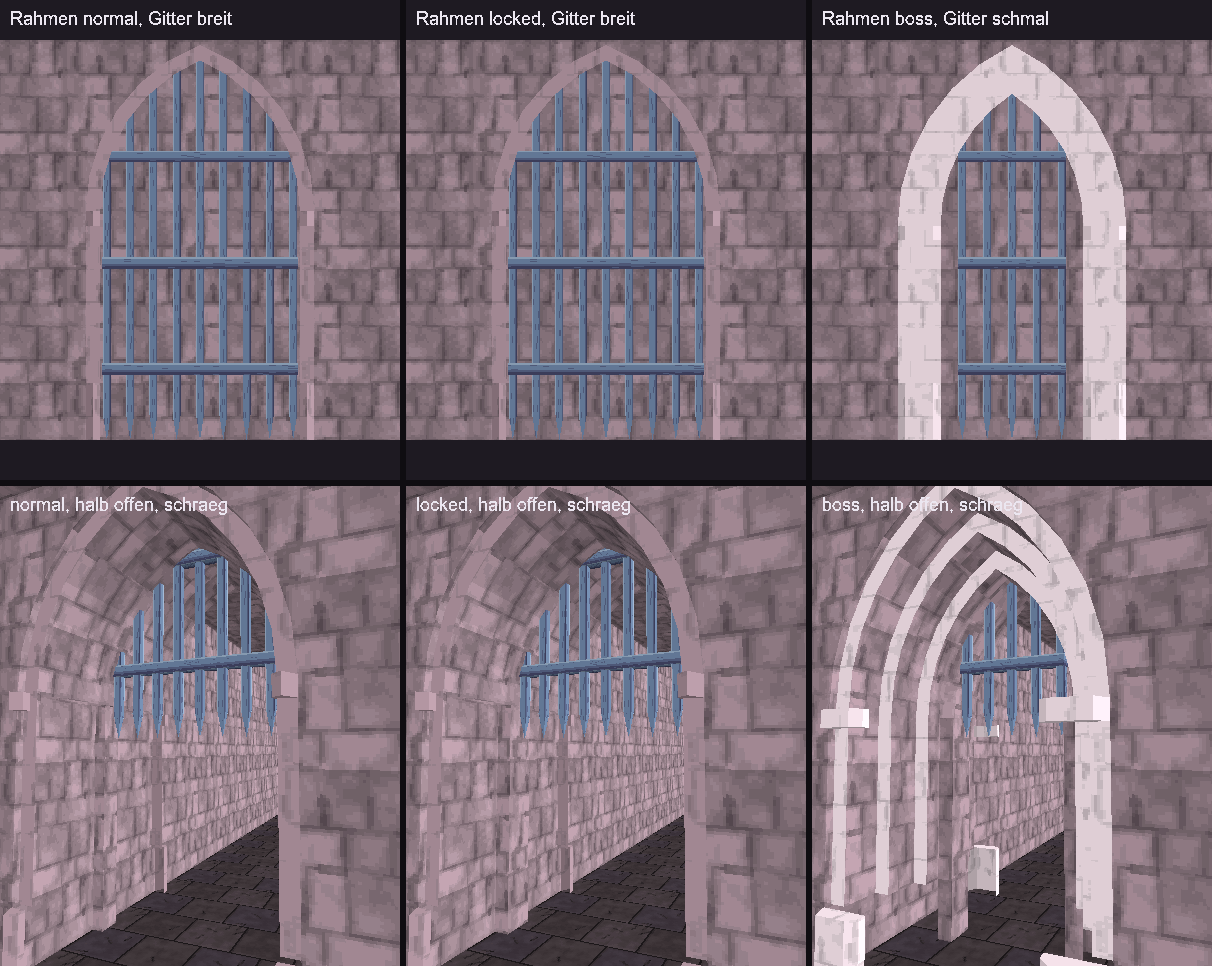 Rahmen normal, Gitter breit
Rahmen locked, Gitter breit
Rahmen boss, Gitter schmal
normal, halb offen, schraeg
locked, halb offen, schraeg
boss, halb offen, schraeg